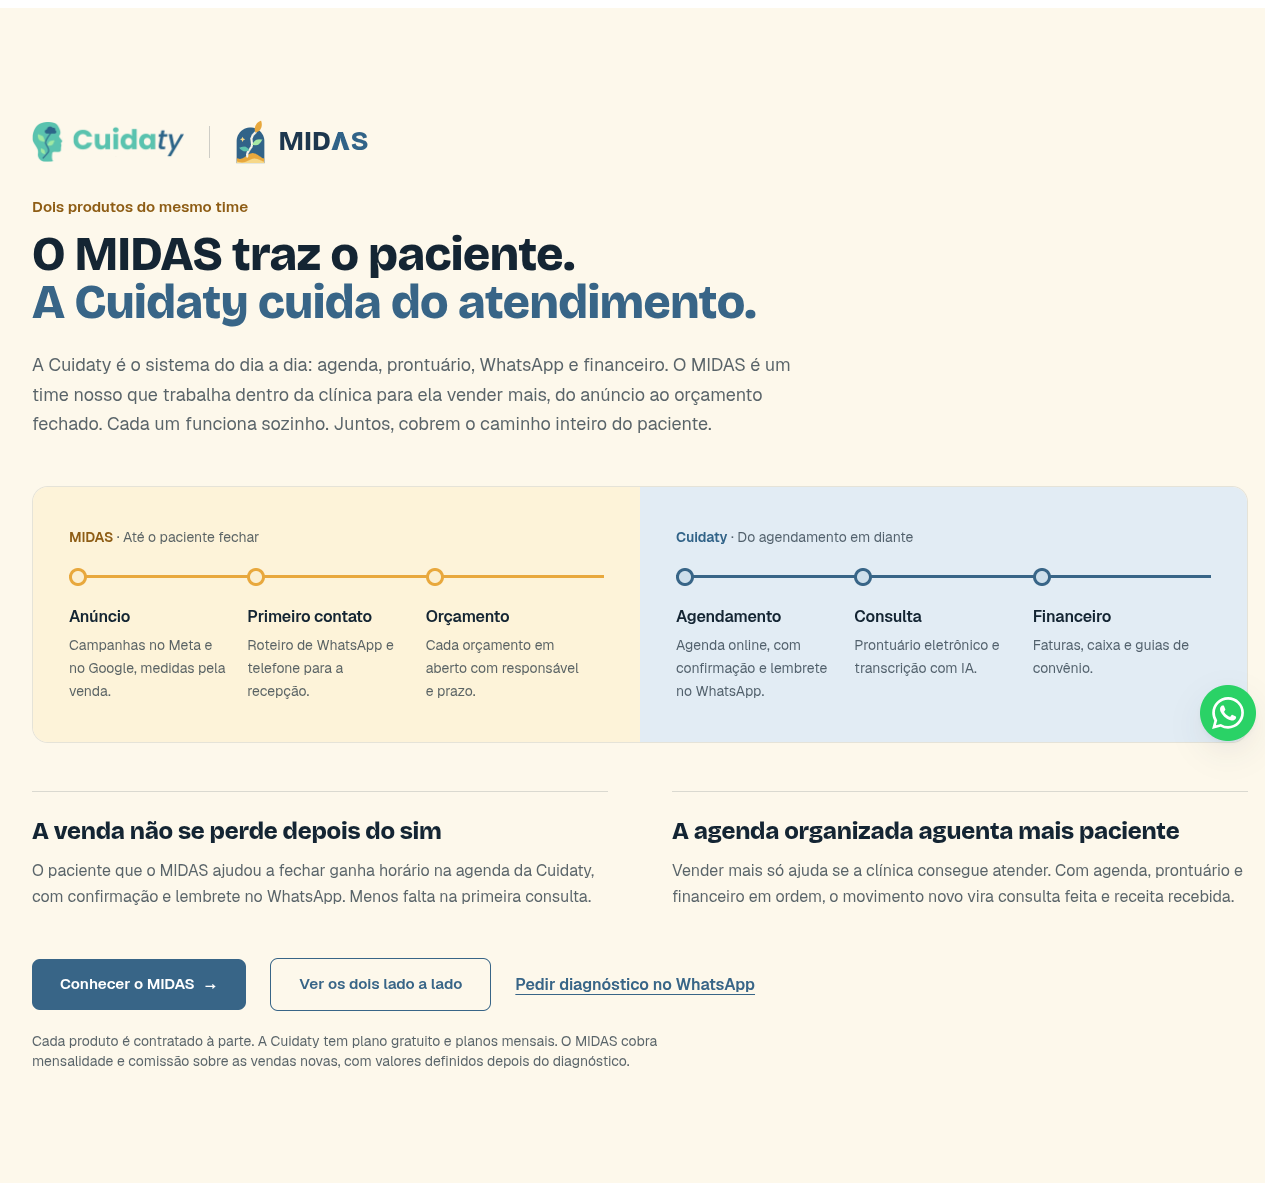 Cuidaty
MIDAS
Dois produtos do mesmo time
O MIDAS traz o paciente.
A Cuidaty cuida do atendimento.
A Cuidaty é o sistema do dia a dia: agenda, prontuário, WhatsApp e financeiro. O MIDAS é um
time nosso que trabalha dentro da clínica para ela vender mais, do anúncio ao orçamento
fechado. Cada um funciona sozinho. Juntos, cobrem o caminho inteiro do paciente.
MIDAS · Até o paciente fechar
Anúncio
Campanhas no Meta e
no Google, medidas pela
venda.
Primeiro contato
Roteiro de WhatsApp e
telefone para a
recepção.
Orçamento
Cada orçamento em
aberto com responsável
e prazo.
Cuidaty · Do agendamento em diante
Agendamento
Agenda online, com
confirmação e lembrete
no WhatsApp.
Consulta
Prontuário eletrônico e
transcrição com IA.
Financeiro
Faturas, caixa e guias de
convênio.
A venda não se perde depois do sim
O paciente que o MIDAS ajudou a fechar ganha horário na agenda da Cuidaty,
com confirmação e lembrete no WhatsApp. Menos falta na primeira consulta.
A agenda organizada aguenta mais paciente
Vender mais só ajuda se a clínica consegue atender. Com agenda, prontuário e
financeiro em ordem, o movimento novo vira consulta feita e receita recebida.
Conhecer o MIDAS →
Ver os dois lado a lado
Pedir diagnóstico no WhatsApp
Cada produto é contratado à parte. A Cuidaty tem plano gratuito e planos mensais. O MIDAS cobra
mensalidade e comissão sobre as vendas novas, com valores definidos depois do diagnóstico.